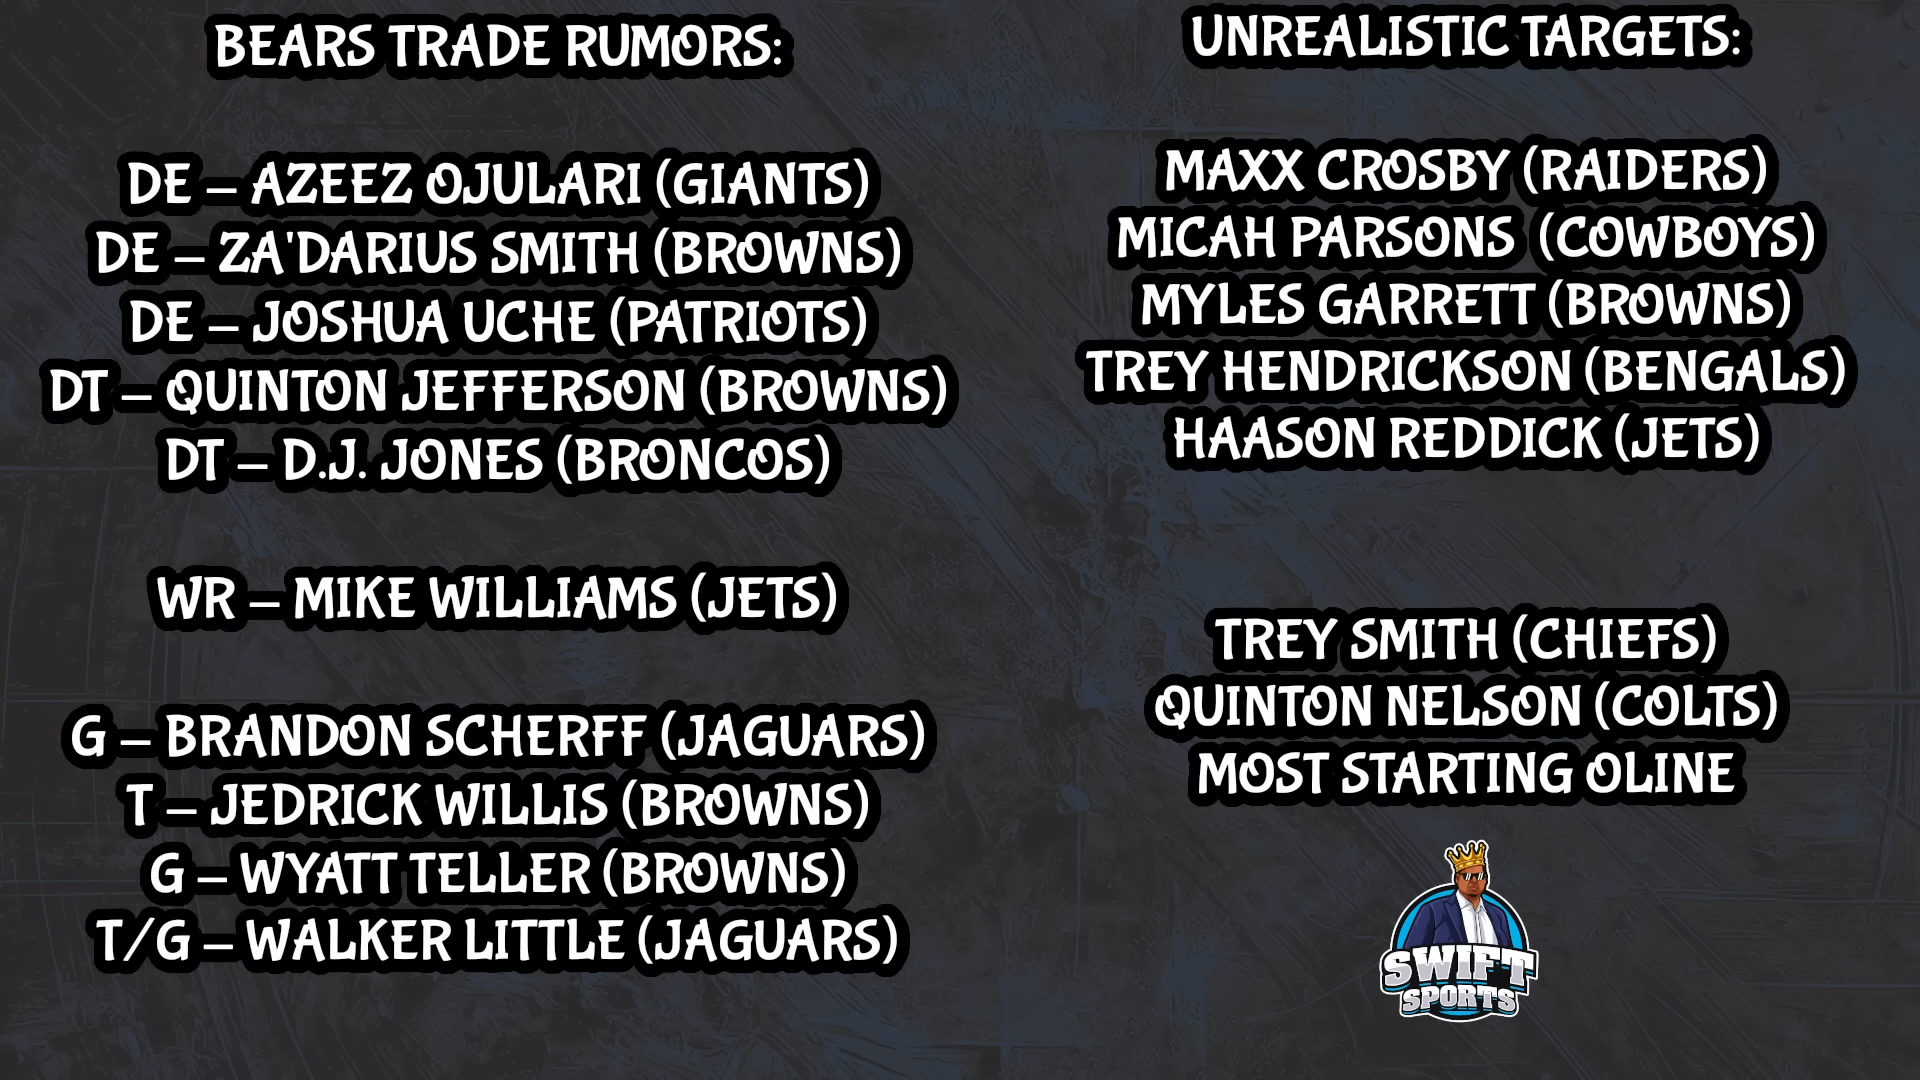 BEARS TRADE RUMORS:
DE – AZEEZ OJULARI (GIANTS)
DE – ZA'DARIUS SMITH (BROWNS)
DE – JOSHUA UCHE (PATRIOTS)
DT – QUINTON JEFFERSON (BROWNS)
DT – D.J. JONES (BRONCOS)
WR – MIKE WILLIAMS (JETS)
G – BRANDON SCHERFF (JAGUARS)
T – JEDRICK WILLIS (BROWNS)
G – WYATT TELLER (BROWNS)
T/G – WALKER LITTLE (JAGUARS)
UNREALISTIC TARGETS:
MAXX CROSBY (RAIDERS)
MICAH PARSONS (COWBOYS)
MYLES GARRETT (BROWNS)
TREY HENDRICKSON (BENGALS)
HAASON REDDICK (JETS)
TREY SMITH (CHIEFS)
QUINTON NELSON (COLTS)
MOST STARTING OLINE
SWIFT
SPORTS